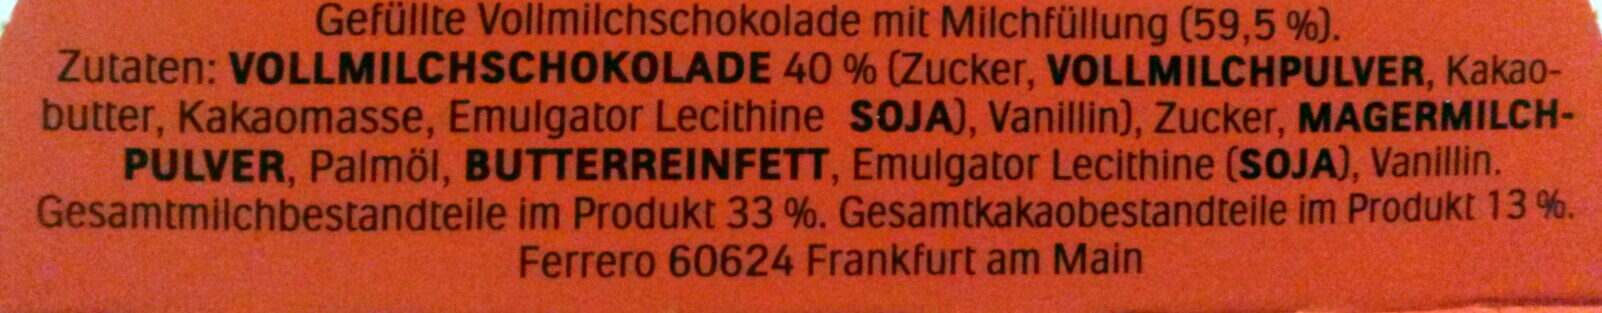 Gefüllte Vollmilchschokolade mit Milchfüllung (59,5 %).
Zutaten: VOLLMILCHSCHOKOLADE 40 % (Zucker, VOLLMILCHPULVER, Kakao-
butter, Kakaomasse, Emulgator Lecithine SOJA), Vanillin), Zucker, MAGERMILCH-
PULVER, Palmöl, BUTTERREINFETT, Emulgator Lecithine (SOJA), Vanillin.
Gesamtmilchbestandteile im Produkt 33 %. Gesamtkakaobestandteile im Produkt 13 %.
Ferrero 60624 Frankfurt am Main